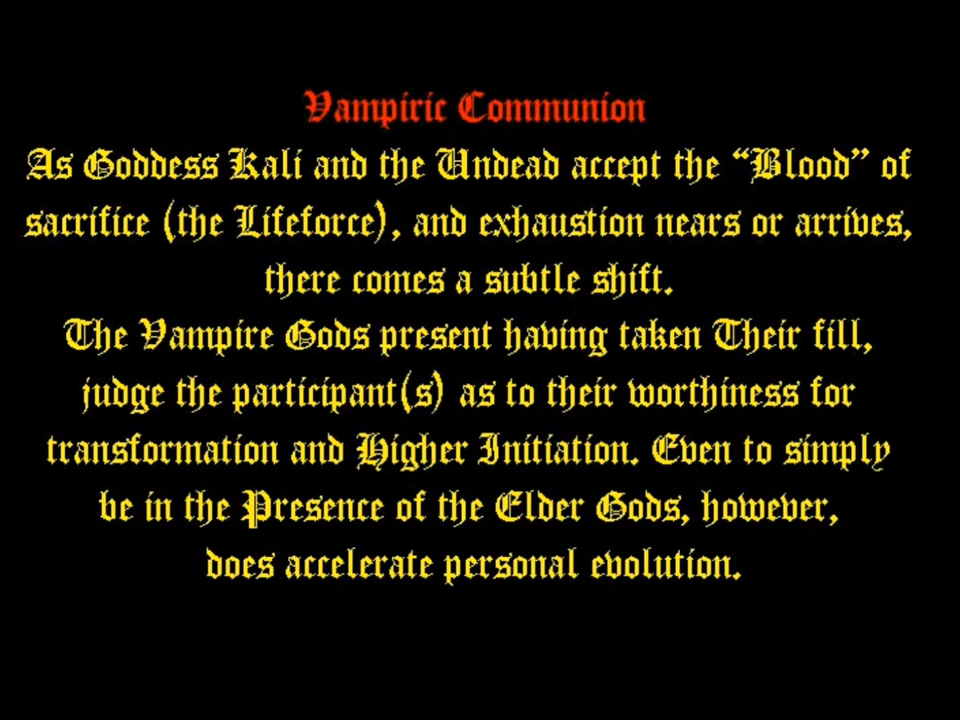 Vampiric Communion
As Goddess Kali and the Undead accept the “Blood” of
sacrifice (the Lifeforce), and exhaustion nears or arrives,
there comes a subtle shift.
The Vampire Gods present having taken Their fill,
judge the participant(s) as to their worthiness for
transformation and Higher Initiation. Even to simply
be in the Presence of the Elder Gods, however,
does accelerate personal evolution.